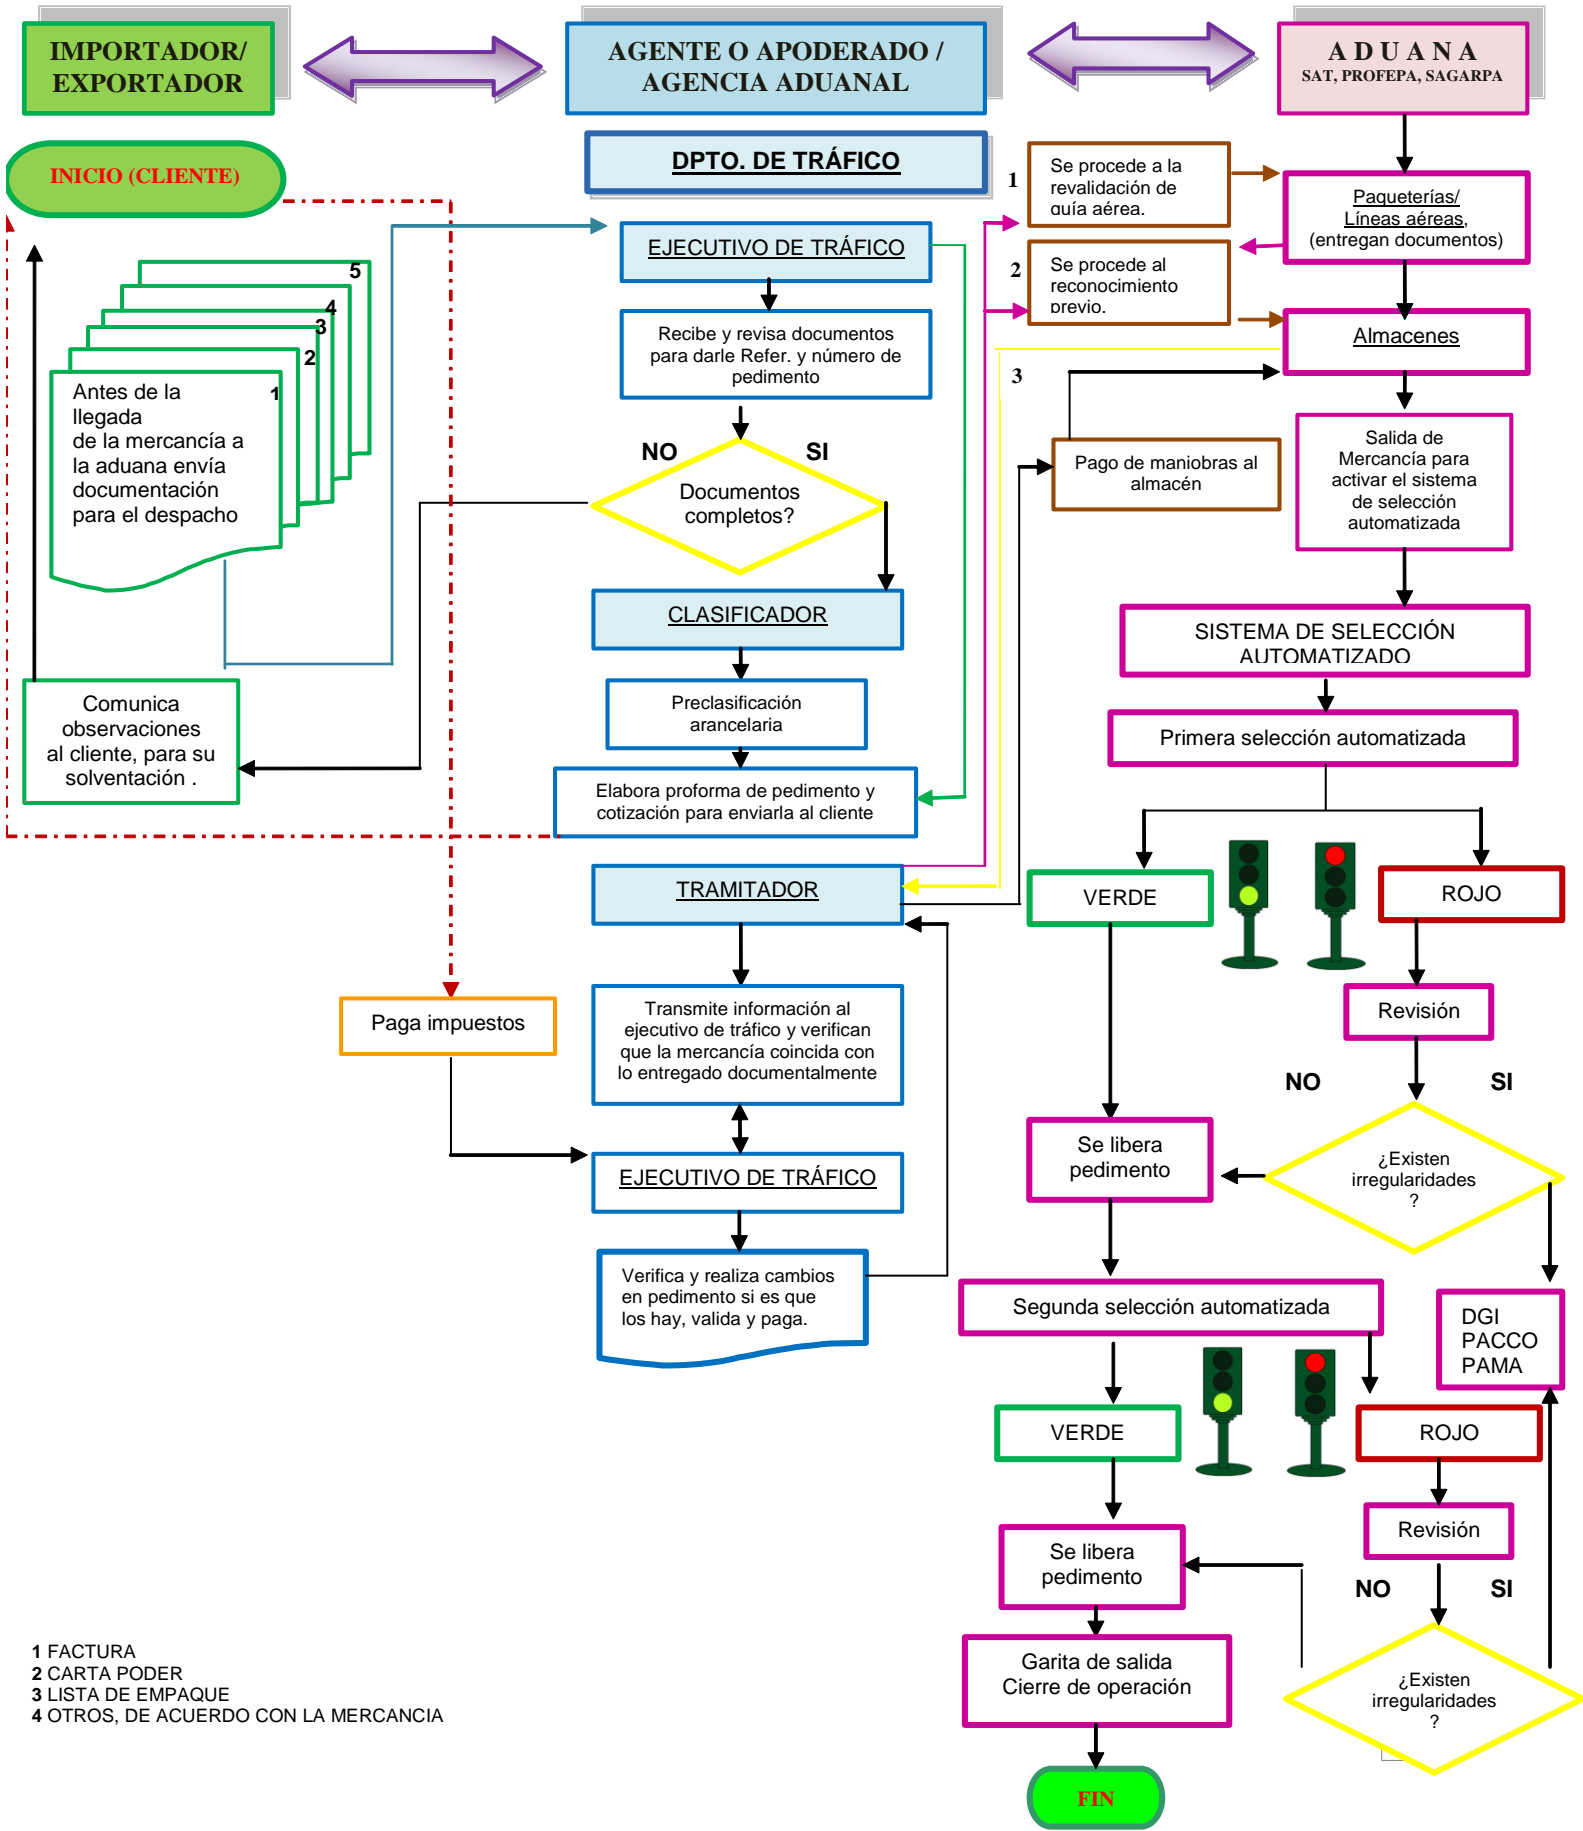 IMPORTADOR/
EXPORTADOR
AGENTE O APODERADO /
AGENCIA ADUANAL
A D U A N A
SAT, PROFEPA, SAGARPA
INICIO (CLIENTE)
DPTO. DE TRÁFICO
1
Se procede a la
revalidación de
guía aérea.
Paqueterías/
Líneas aéreas,
(entregan documentos)
EJECUTIVO DE TRÁFICO
2
Se procede al
reconocimiento
previo.
5
4
3
2
1
Antes de la
llegada
de la mercancía a
la aduana envía
documentación
para el despacho
Recibe y revisa documentos
para darle Refer. y número de
pedimento
Almacenes
3
NO
SI
Documentos
completos?
Pago de maniobras al
almacén
Salida de
Mercancía para
activar el sistema
de selección
automatizada
CLASIFICADOR
SISTEMA DE SELECCIÓN
AUTOMATIZADO
Comunica
observaciones
al cliente, para su
solventación .
Preclasificación
arancelaria
Primera selección automatizada
Elabora proforma de pedimento y
cotización para enviarla al cliente
TRAMITADOR
VERDE
ROJO
Paga impuestos
Transmite información al
ejecutivo de tráfico y verifican
que la mercancía coincida con
lo entregado documentalmente
Revisión
NO
SI
Se libera
pedimento
¿Existen
irregularidades
?
EJECUTIVO DE TRÁFICO
Verifica y realiza cambios
en pedimento si es que
los hay, valida y paga.
Segunda selección automatizada
DGI
PACCO
PAMA
VERDE
ROJO
Revisión
Se libera
pedimento
NO
SI
Garita de salida
Cierre de operación
¿Existen
irregularidades
?
1 FACTURA
2 CARTA PODER
3 LISTA DE EMPAQUE
4 OTROS, DE ACUERDO CON LA MERCANCIA
FIN